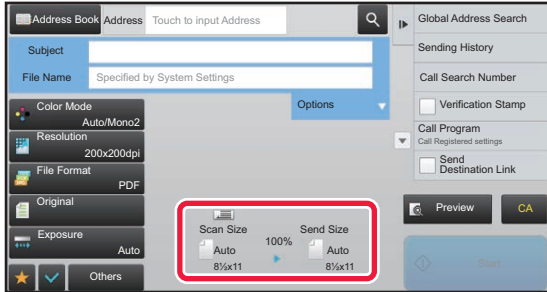 Address Book Address Touch to input Address
Subject
File Name Specified by System Settings
Options
Color Mode
Auto/Mono2
Resolution
200x200dpi
File Format
PDF
Original
Exposure
Auto
Others
Scan Size
Auto
8½x11
100%
Send Size
Auto
8½x11
Global Address Search
Sending History
Call Search Number
Verification Stamp
Call Program
Call Registered settings
Send
Destination Link
Preview
CA
Start